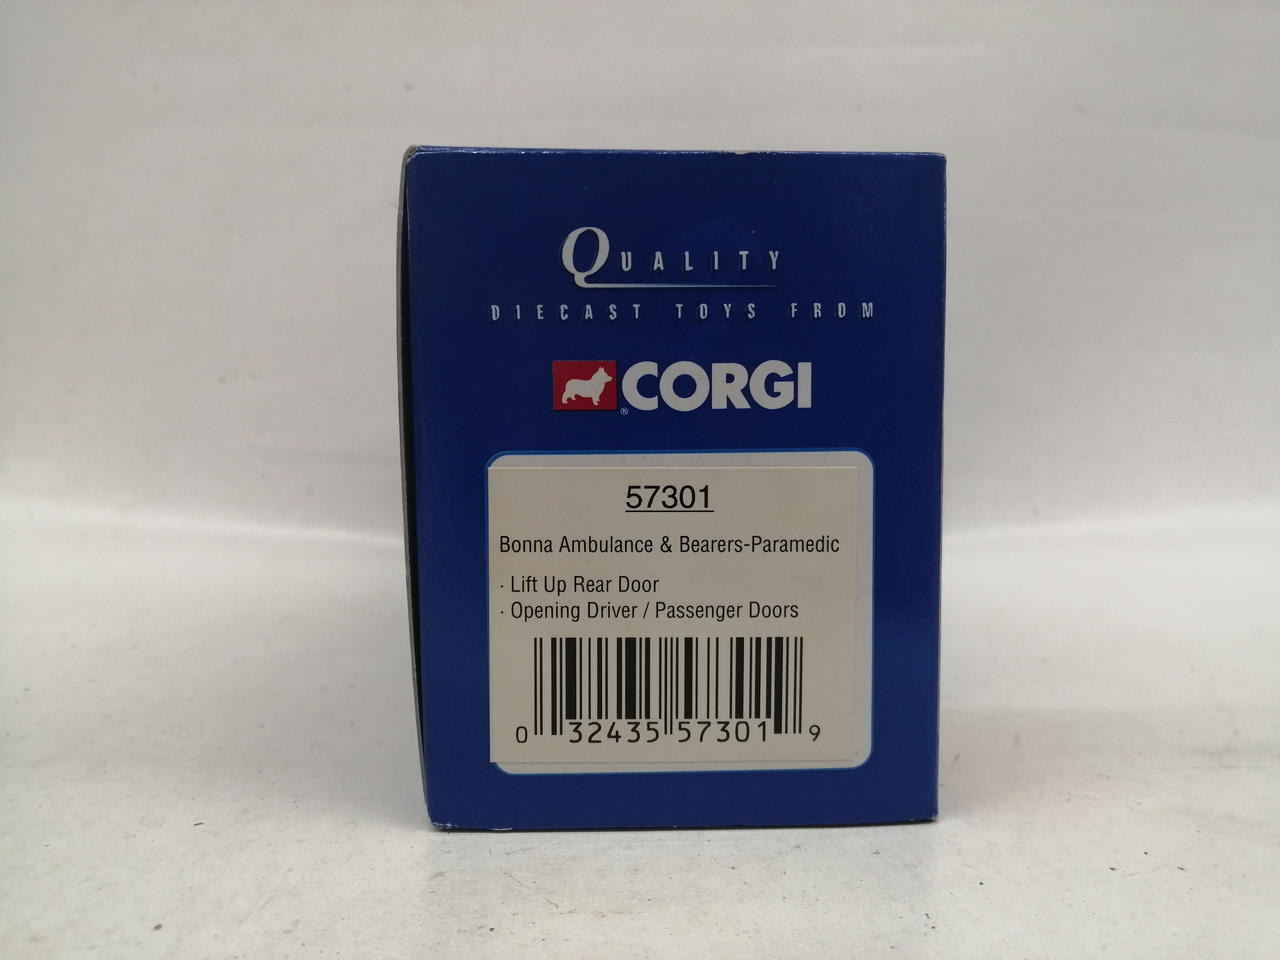 QUALITY
DIECAST TOYS FROM
CORGI
®
57301
Bonna Ambulance & Bearers-Paramedic
· Lift Up Rear Door
· Opening Driver / Passenger Doors
0 32435 57301 9